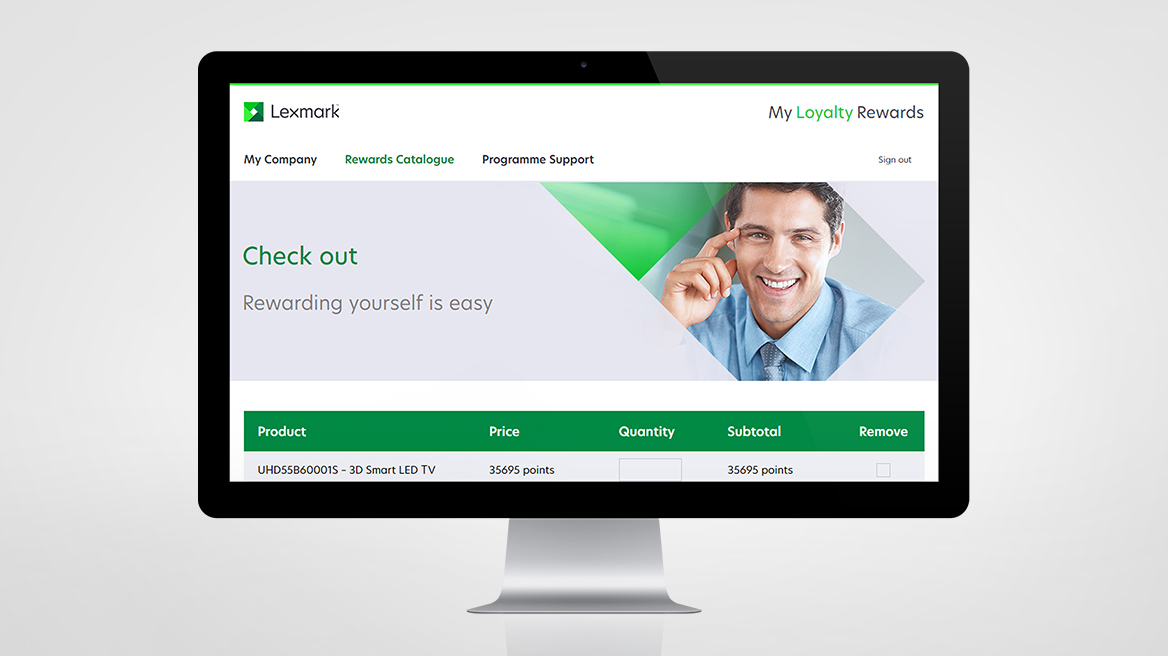 Lexmark
My Loyalty Rewards
My Company Rewards Catalogue Programme Support Sign out
Check out
Rewarding yourself is easy
Product Price Quantity Subtotal Remove
UHD55B60001S – 3D Smart LED TV 35695 points 35695 points